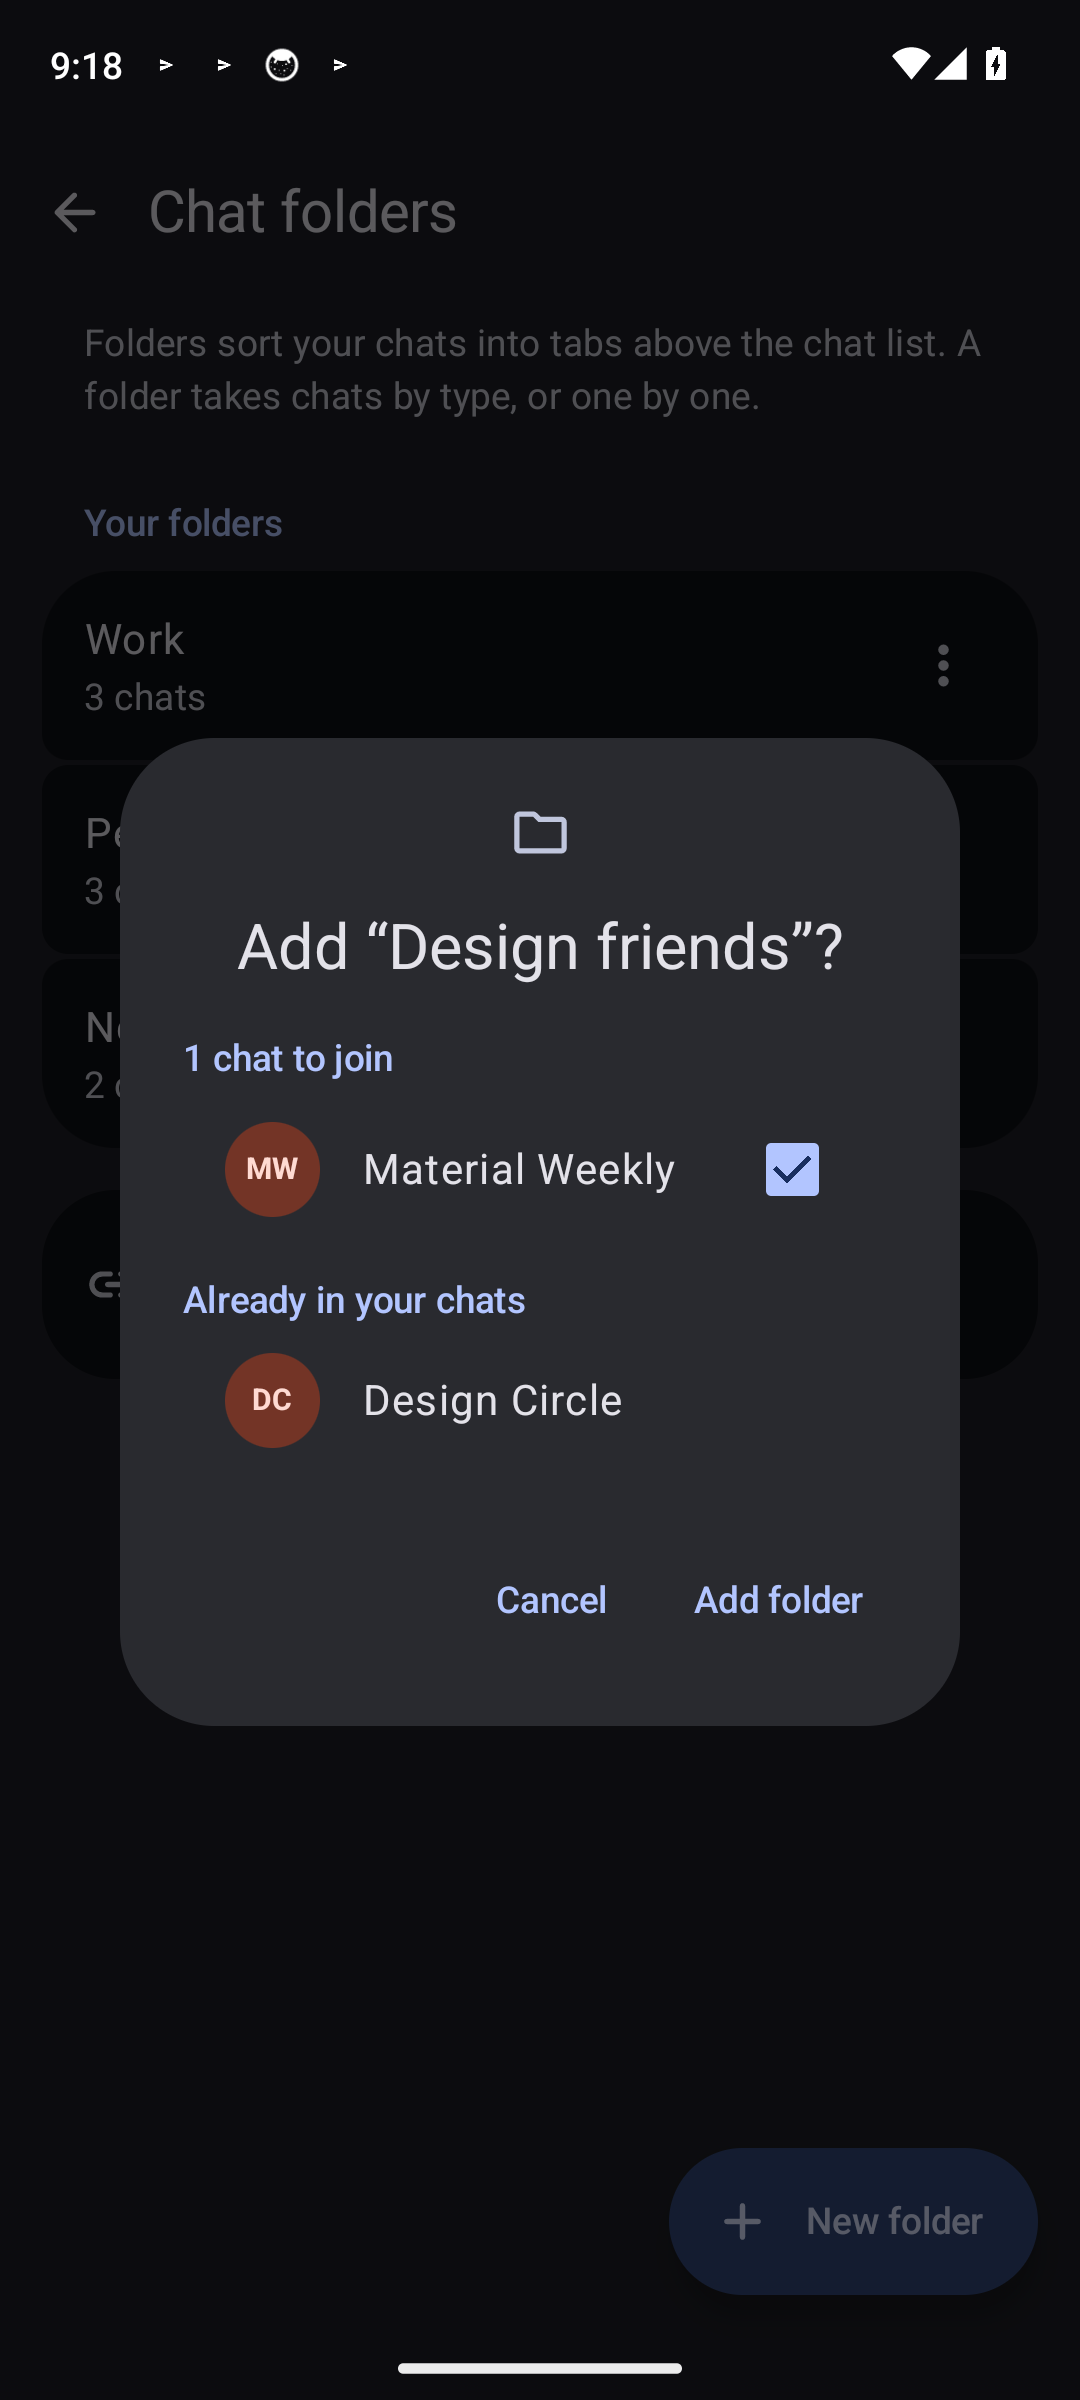 9:18
Chat folders
Folders sort your chats into tabs above the chat list. A
folder takes chats by type, or one by one.
Your folders
Work
3 chats
Add “Design friends”?
1 chat to join
MW
Material Weekly
Already in your chats
DC
Design Circle
Cancel
Add folder
New folder